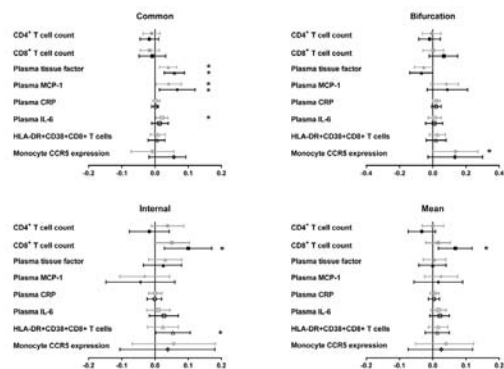 Common
CD4+ T cell count
CD8+ T cell count
Plasma tissue factor
Plasma MCP-1
Plasma CRP
Plasma IL-6
HLA-DR+CD38+CD8+ T cells
Monocyte CCR5 expression
* * * * *
-0.2 -0.1 0.0 0.1 0.2
Bifurcation
CD4+ T cell count
CD8+ T cell count
Plasma tissue factor
Plasma MCP-1
Plasma CRP
Plasma IL-6
HLA-DR+CD38+CD8+ T cells
Monocyte CCR5 expression
*
-0.4 -0.2 0.0 0.2 0.4
Internal
CD4+ T cell count
CD8+ T cell count
Plasma tissue factor
Plasma MCP-1
Plasma CRP
Plasma IL-6
HLA-DR+CD38+CD8+ T cells
Monocyte CCR5 expression
* *
-0.2 -0.1 0.0 0.1 0.2
Mean
CD4+ T cell count
CD8+ T cell count
Plasma tissue factor
Plasma MCP-1
Plasma CRP
Plasma IL-6
HLA-DR+CD38+CD8+ T cells
Monocyte CCR5 expression
*
-0.2 -0.1 0.0 0.1 0.2